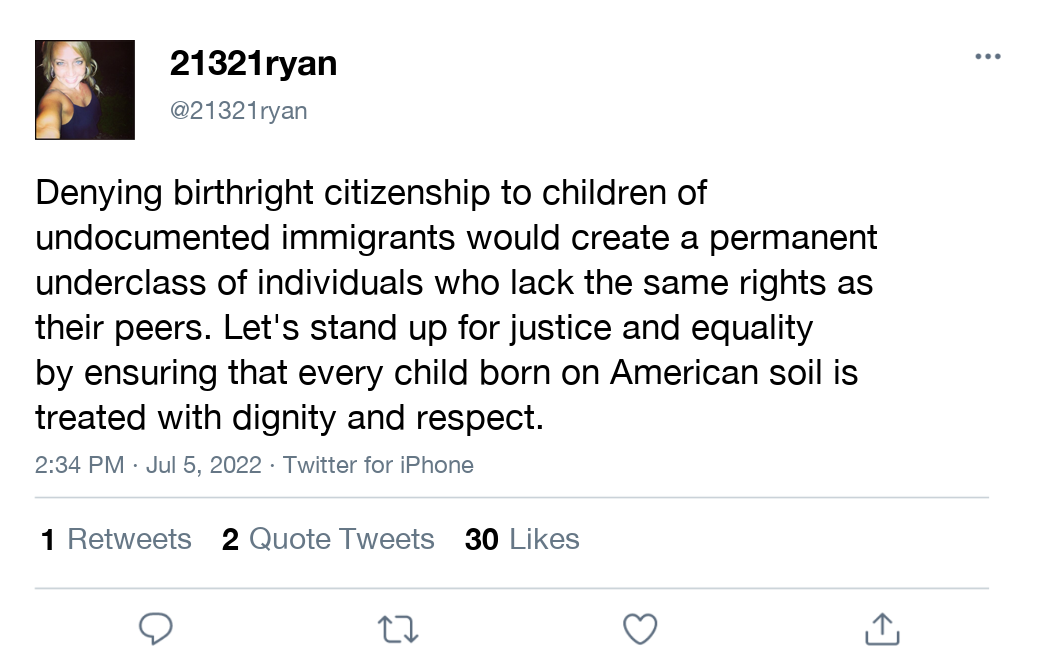 21321ryan
@21321ryan
Denying birthright citizenship to children of
undocumented immigrants would create a permanent
underclass of individuals who lack the same rights as
their peers. Let's stand up for justice and equality
by ensuring that every child born on American soil is
treated with dignity and respect.
2:34 PM · Jul 5, 2022 · Twitter for iPhone
1 Retweets 2 Quote Tweets 30 Likes